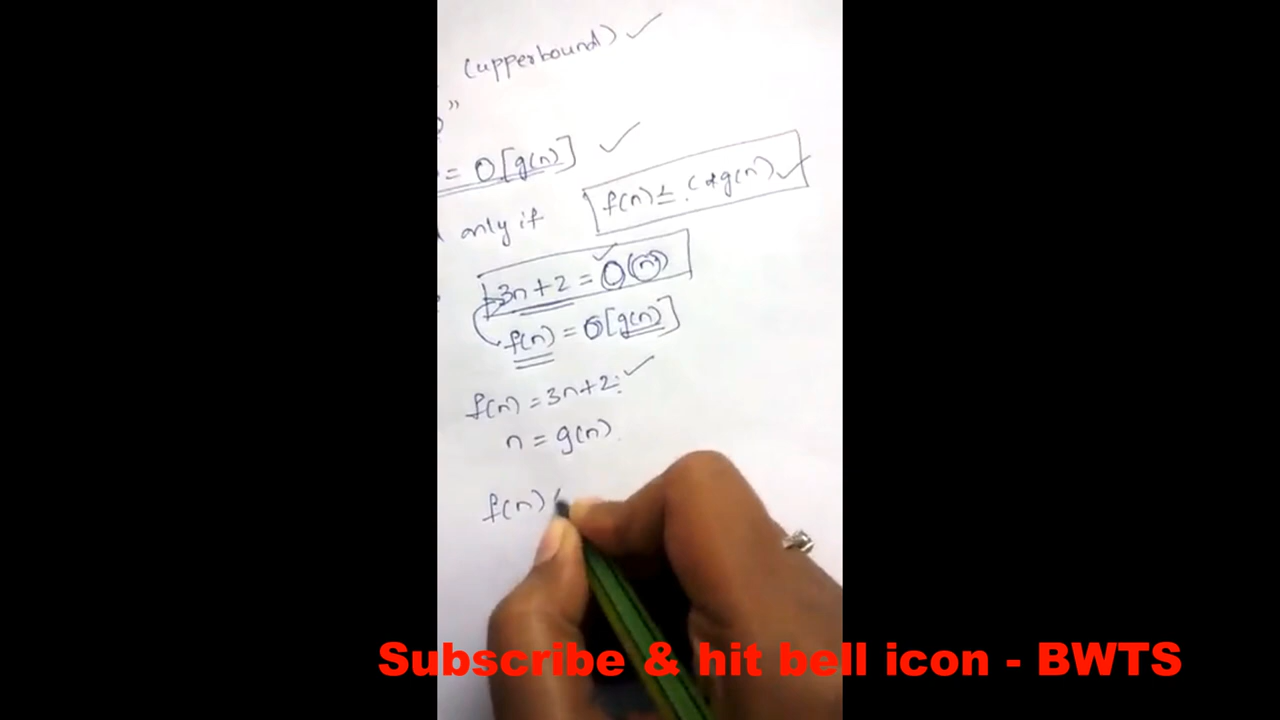 (upperbound) ✓
”
= O[g(n)] ✓
only if
f(n) ≤ C*g(n) ✓
3n+2 = O(n)
f(n) = O[g(n)]
f(n) = 3n+2 ✓
n = g(n)
f(n)
Subscribe & hit bell icon - BWTS